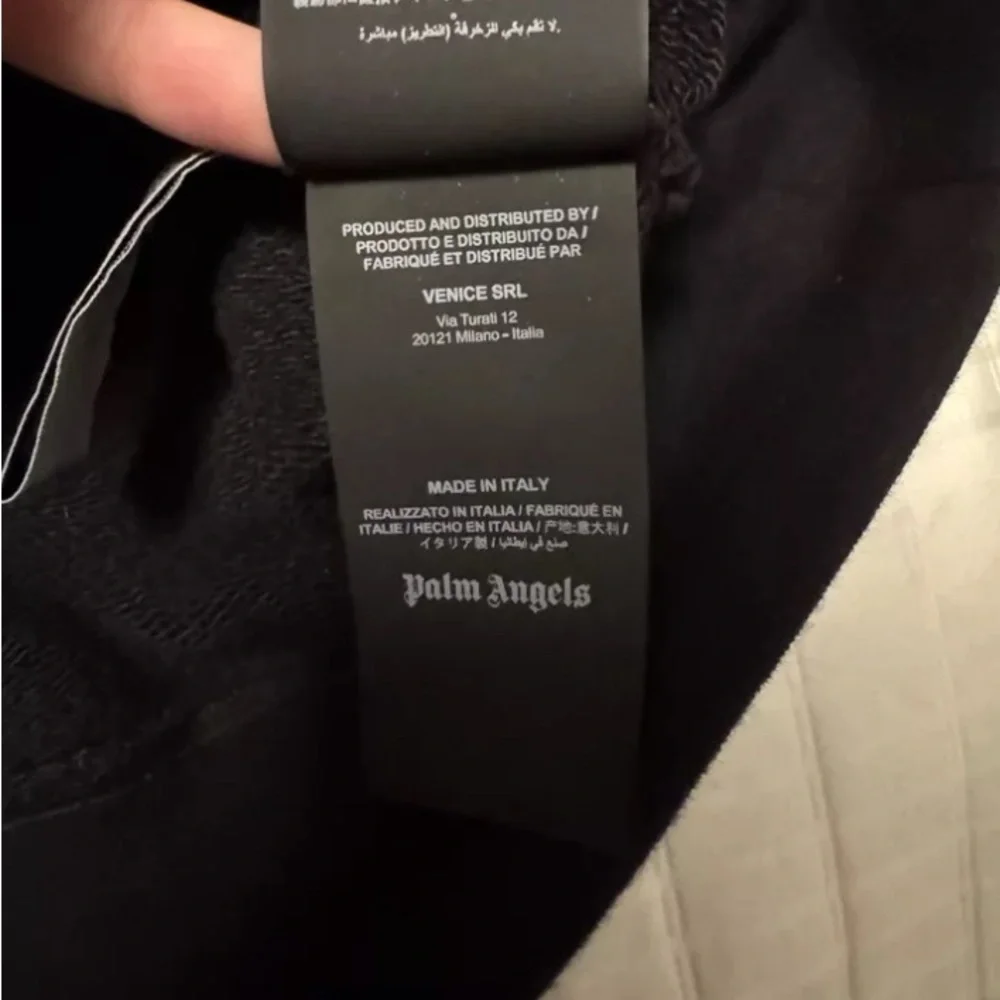 لا تقم بكي الزخرفة (التطريز) مباشرة.
PRODUCED AND DISTRIBUTED BY /
PRODOTTO E DISTRIBUITO DA /
FABRIQUÉ ET DISTRIBUÉ PAR
VENICE SRL
Via Turati 12
20121 Milano - Italia
MADE IN ITALY
REALIZZATO IN ITALIA / FABRIQUÉ EN
ITALIE / HECHO EN ITALIA / 产地:意大利 /
イタリア製 / صنع في إيطاليا
Palm Angels